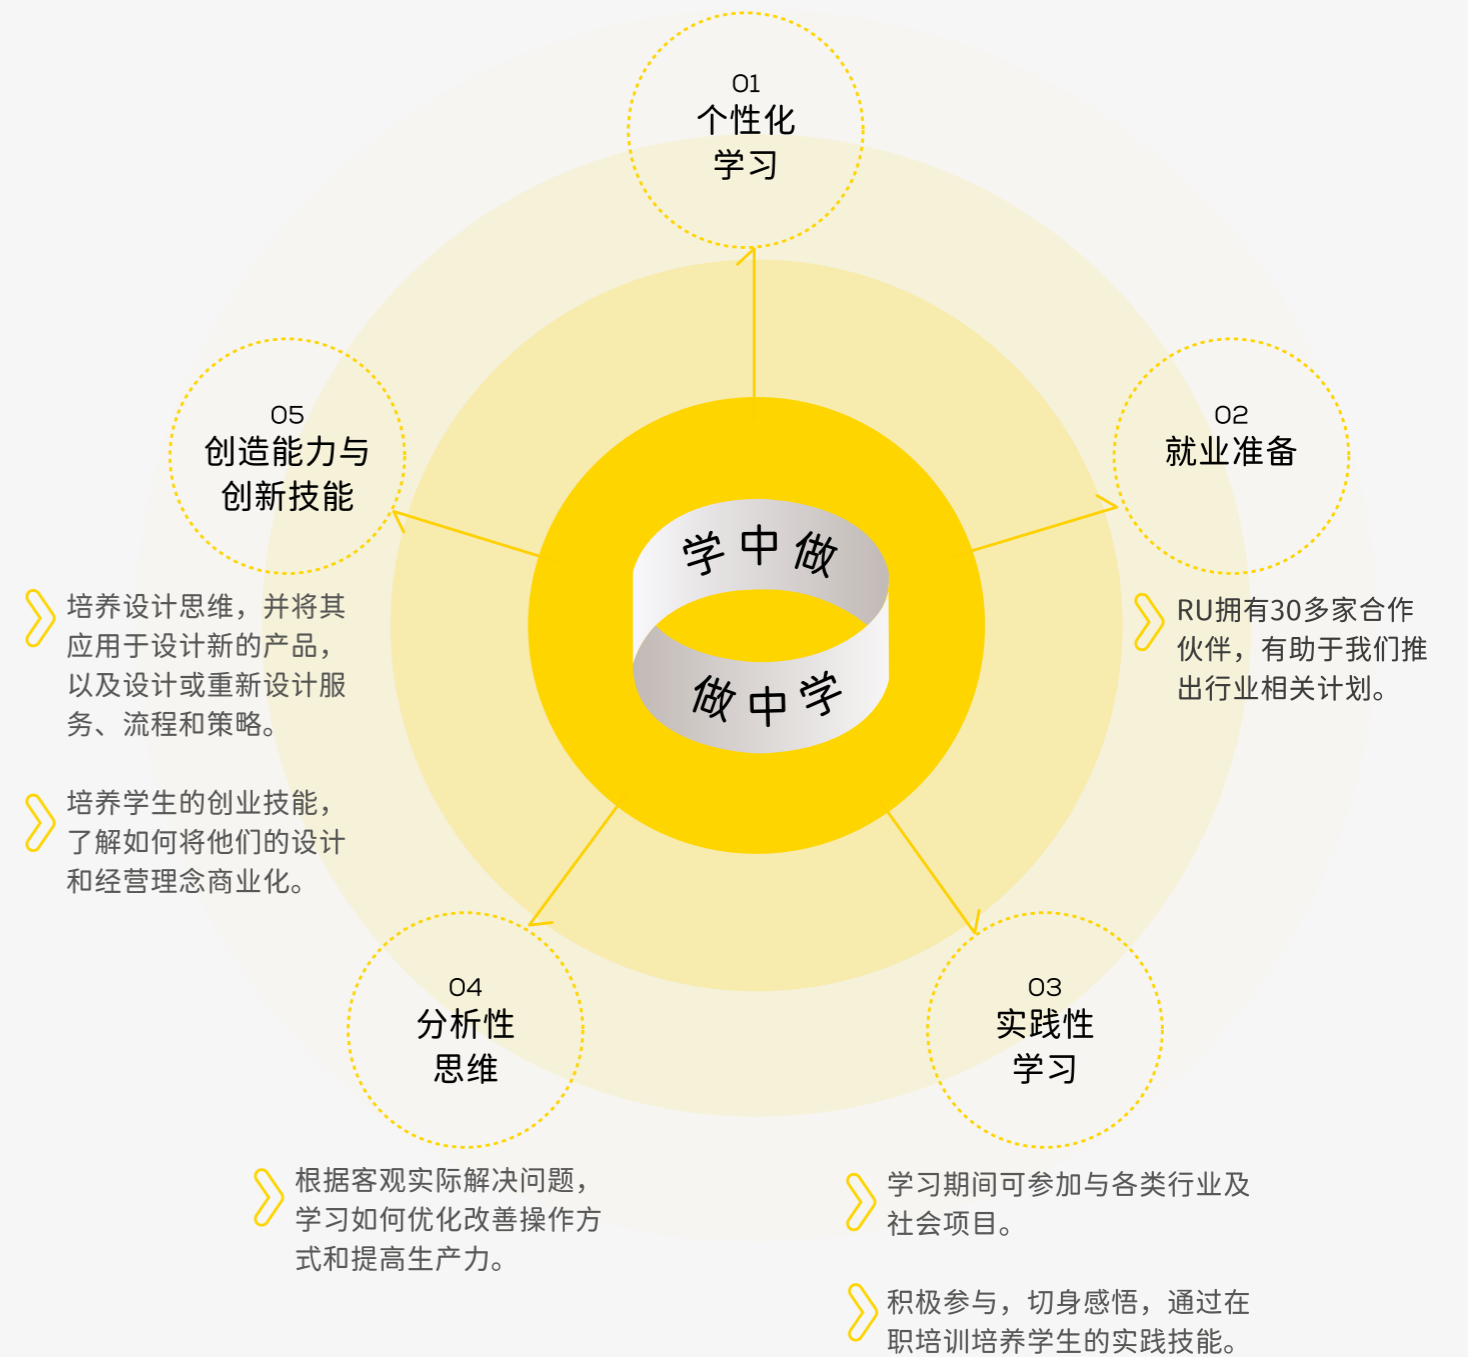 01
个性化
学习
02
就业准备
RU拥有30多家合作
伙伴，有助于我们推
出行业相关计划。
03
实践性
学习
学习期间可参加与各类行业及
社会项目。
积极参与，切身感悟，通过在
职培训培养学生的实践技能。
04
分析性
思维
根据客观实际解决问题，
学习如何优化改善操作方
式和提高生产力。
05
创造能力与
创新技能
培养设计思维，并将其
应用于设计新的产品，
以及设计或重新设计服
务、流程和策略。
培养学生的创业技能，
了解如何将他们的设计
和经营理念商业化。
学中做
做中学